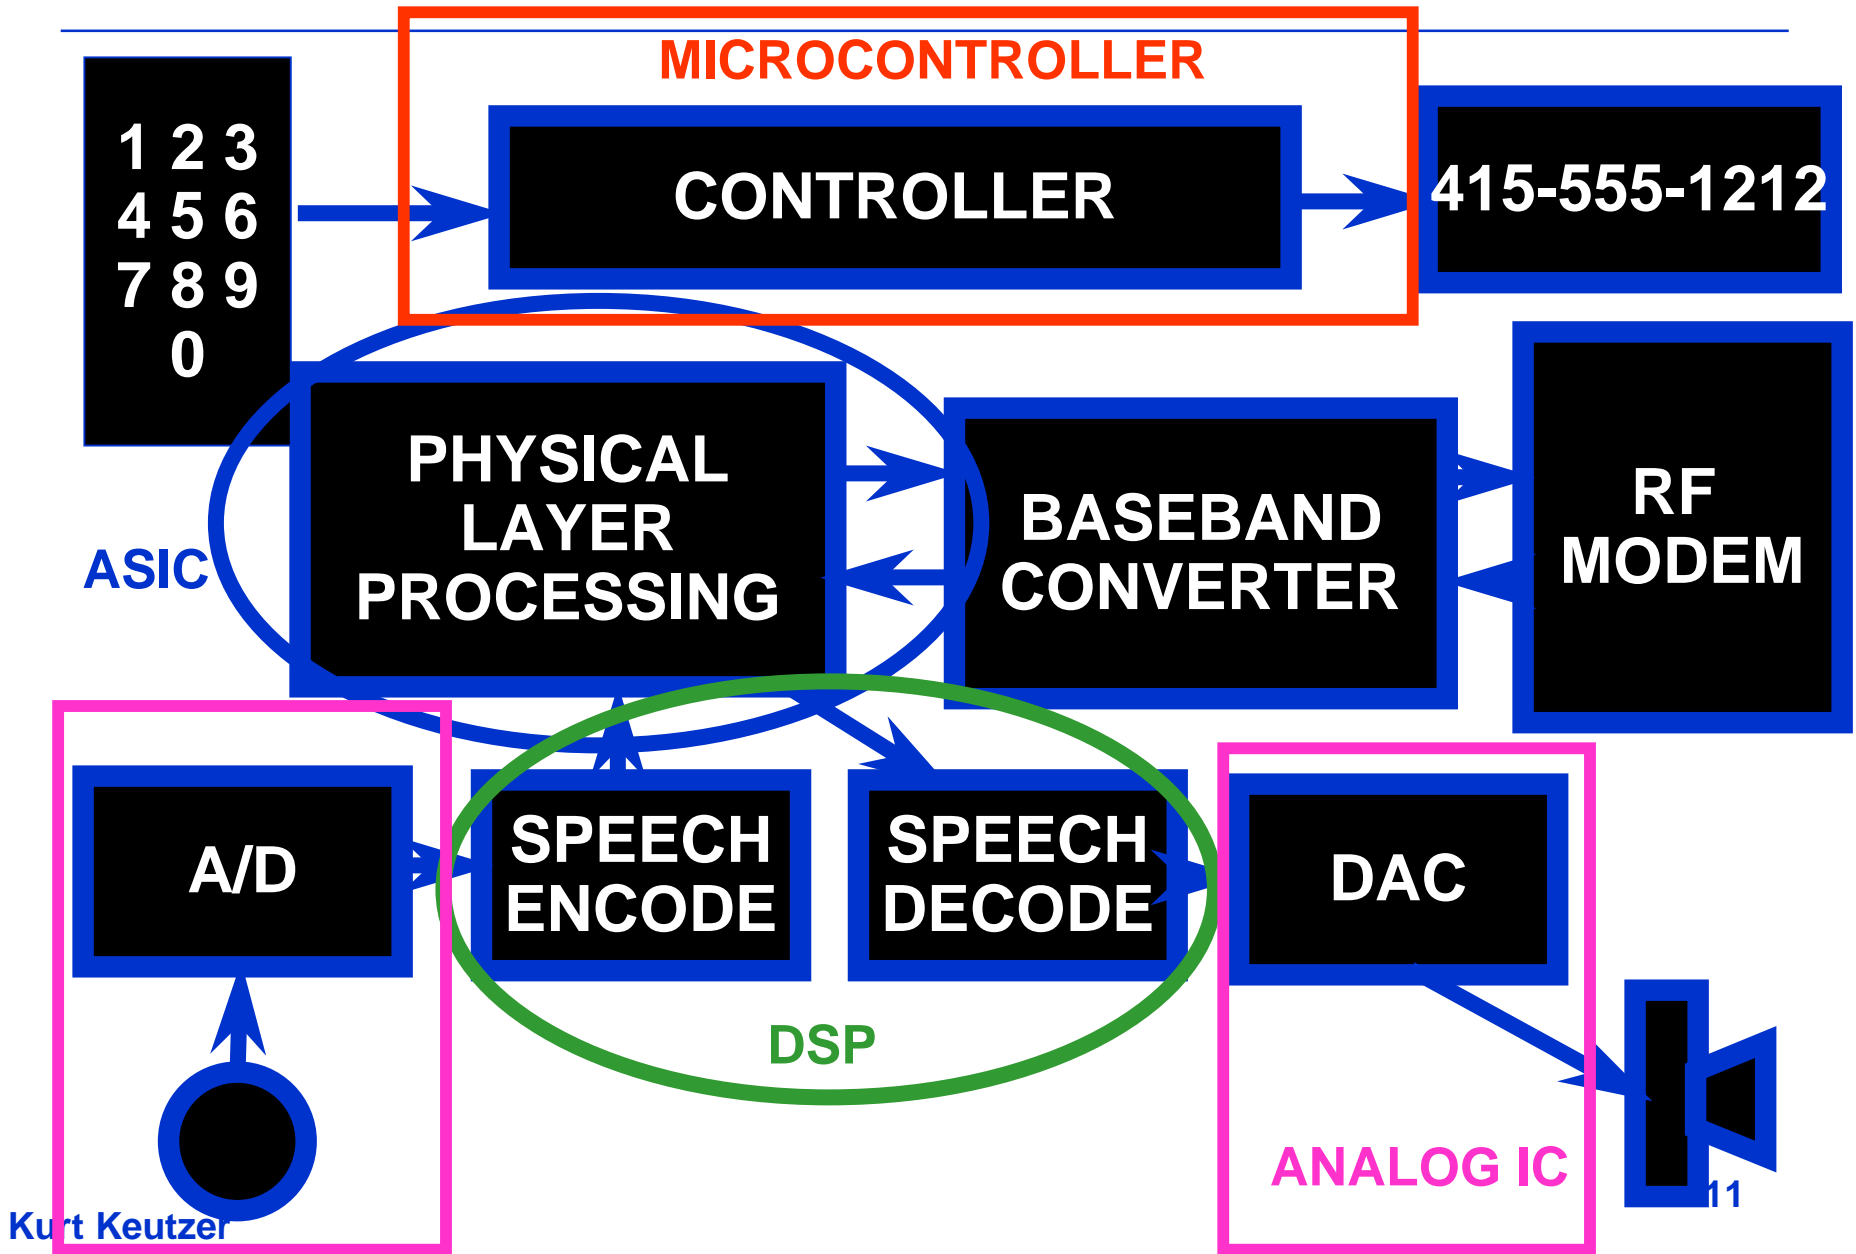 MICROCONTROLLER
1 2 3
4 5 6
7 8 9
0
CONTROLLER
415-555-1212
PHYSICAL
LAYER
PROCESSING
BASEBAND
CONVERTER
RF
MODEM
ASIC
A/D
SPEECH
ENCODE
SPEECH
DECODE
DAC
DSP
ANALOG IC
Kurt Keutzer
11